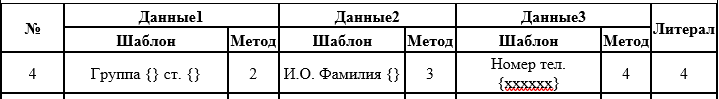 № Данные1 Данные2 Данные3 Литерал
Шаблон Метод Шаблон Метод Шаблон Метод
4 Группа {} ст. {} 2 И.О. Фамилия {} 3 Номер тел. {xxxxxx} 4 4